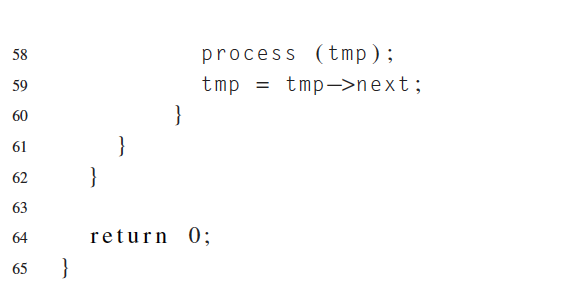 58 process (tmp);
59 tmp = tmp->next;
60 }
61 }
62 }
63
64 return 0;
65 }